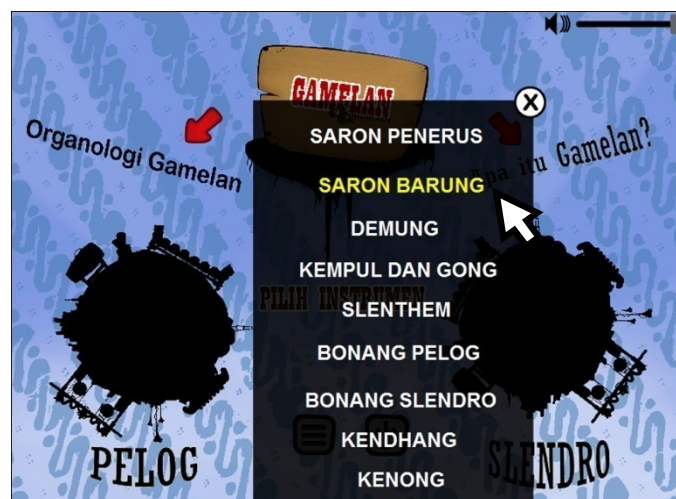 GAMELAN
Organologi Gamelan
Apa itu Gamelan?
X
SARON PENERUS
SARON BARUNG
DEMUNG
KEMPUL DAN GONG
PILIH INSTRUMEN
SLENTHEM
BONANG PELOG
BONANG SLENDRO
KENDHANG
KENONG
PELOG
SLENDRO